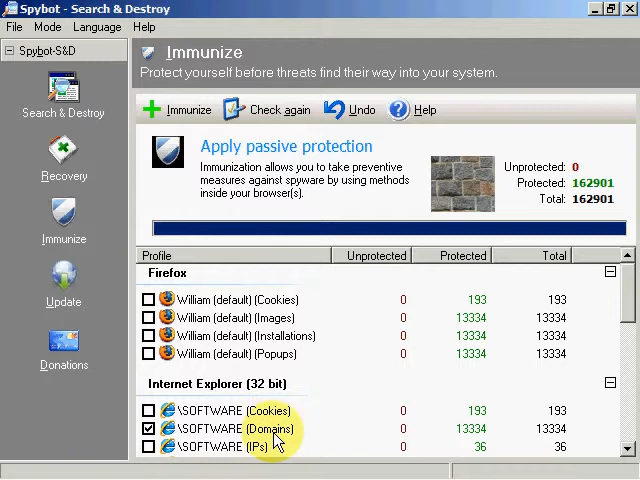 Spybot - Search & Destroy
File Mode Language Help
Spybot-S&D
Search & Destroy
Recovery
Immunize
Update
Donations
Immunize
Protect yourself before threats find their way into your system.
Immunize Check again Undo Help
Apply passive protection
Immunization allows you to take preventive
measures against spyware by using methods
inside your browser(s).
Unprotected: 0
Protected: 162901
Total: 162901
Profile Unprotected Protected Total
Firefox
William (default) (Cookies) 0 193 193
William (default) (Images) 0 13334 13334
William (default) (Installations) 0 13334 13334
William (default) (Popups) 0 13334 13334
Internet Explorer (32 bit)
\SOFTWARE (Cookies) 0 193 193
\SOFTWARE (Domains) 0 13334 13334
\SOFTWARE (IPs) 0 36 36